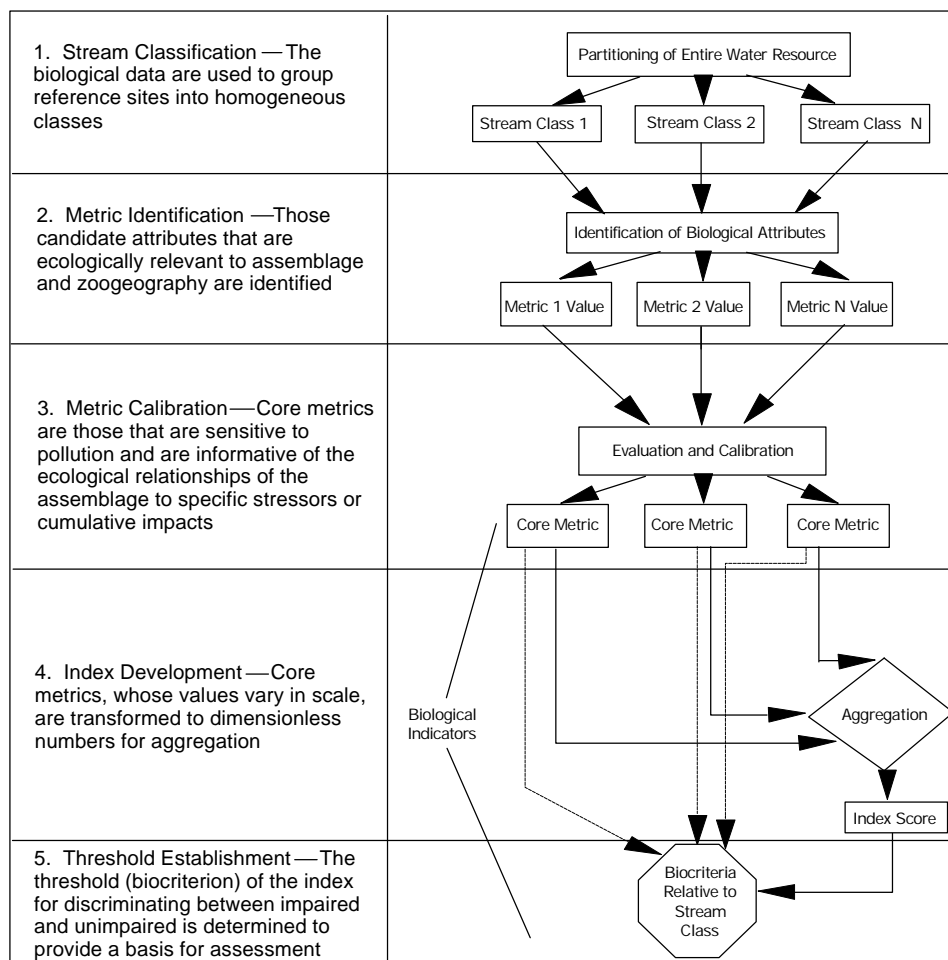 1. Stream Classification — The
biological data are used to group
reference sites into homogeneous
classes
Partitioning of Entire Water Resource
Stream Class 1
Stream Class 2
Stream Class N
2. Metric Identification — Those
candidate attributes that are
ecologically relevant to assemblage
and zoogeography are identified
Identification of Biological Attributes
Metric 1 Value
Metric 2 Value
Metric N Value
3. Metric Calibration — Core metrics
are those that are sensitive to
pollution and are informative of the
ecological relationships of the
assemblage to specific stressors or
cumulative impacts
Evaluation and Calibration
Core Metric
Core Metric
Core Metric
4. Index Development — Core
metrics, whose values vary in scale,
are transformed to dimensionless
numbers for aggregation
Biological
Indicators
Aggregation
Index Score
5. Threshold Establishment — The
threshold (biocriterion) of the index
for discriminating between impaired
and unimpaired is determined to
provide a basis for assessment
Biocriteria
Relative to
Stream
Class